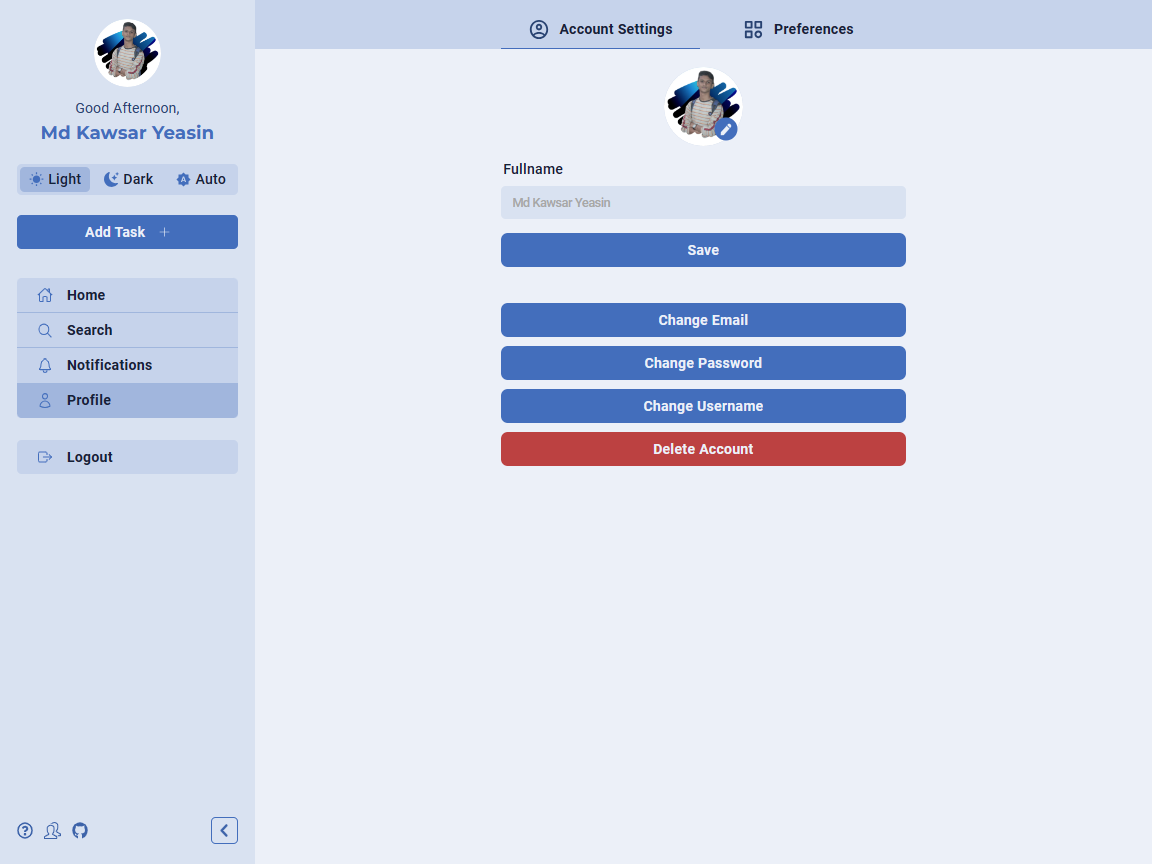 Good Afternoon,
Md Kawsar Yeasin
Light
Dark
Auto
Add Task +
Home
Search
Notifications
Profile
Logout
Account Settings
Preferences
Fullname
Md Kawsar Yeasin
Save
Change Email
Change Password
Change Username
Delete Account